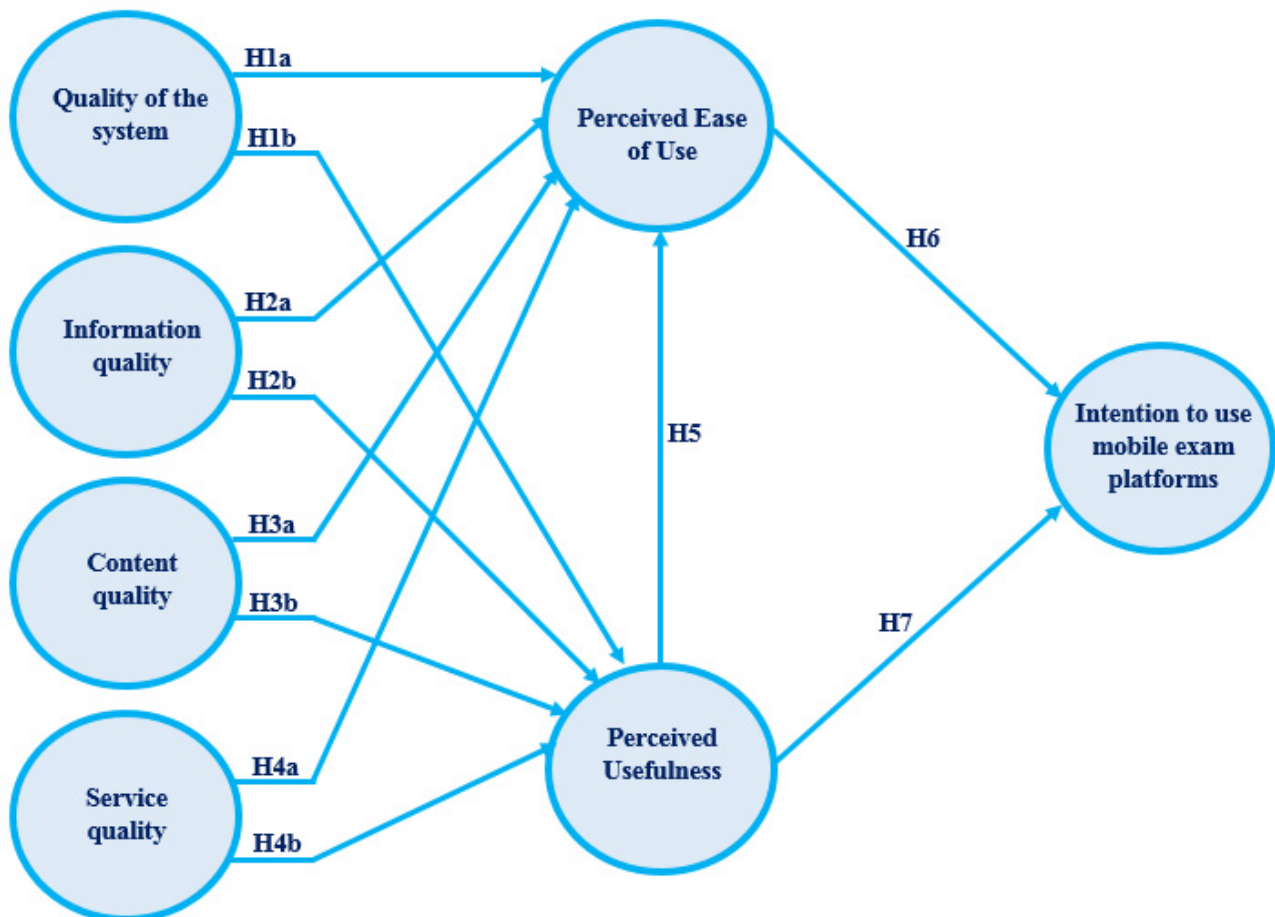 Quality of the
system
H1a
H1b
Perceived Ease
of Use
Information
quality
H2a
H2b
H6
Content
quality
H3a
H3b
H5
Intention to use
mobile exam
platforms
H7
Service
quality
H4a
H4b
Perceived
Usefulness